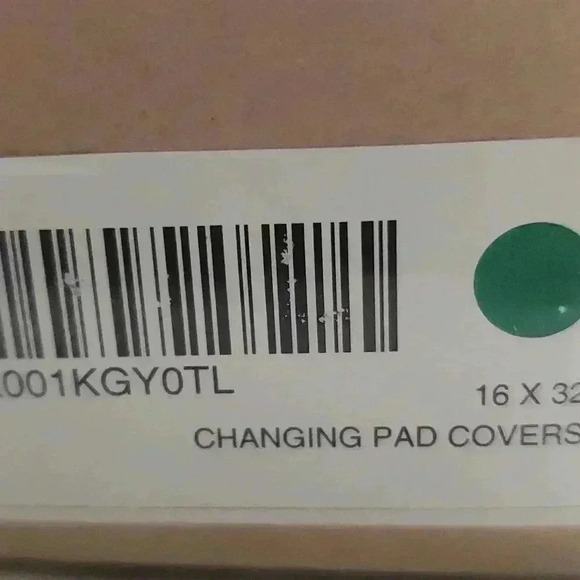 001KGY0TL
16 X 32
CHANGING PAD COVERS